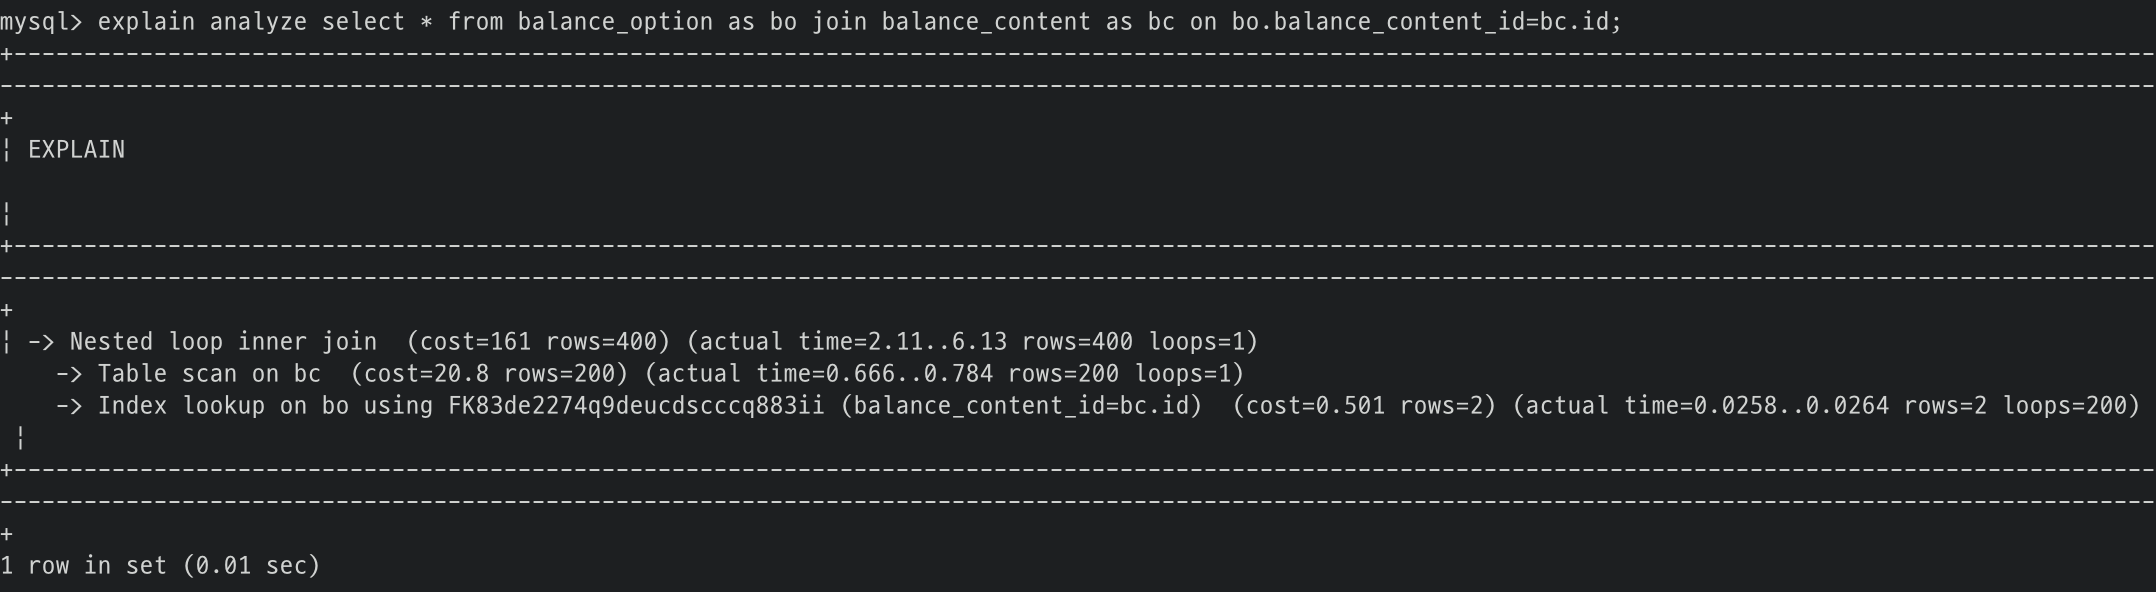 mysql> explain analyze select * from balance_option as bo join balance_content as bc on bo.balance_content_id=bc.id;
+----------------------------------------------------------------------------------------------------------------------------------------------------------
----------------------------------------------------------------------------------------------------------------------------------------------------------
+
¦ EXPLAIN
¦
+----------------------------------------------------------------------------------------------------------------------------------------------------------
----------------------------------------------------------------------------------------------------------------------------------------------------------
+
¦ -> Nested loop inner join  (cost=161 rows=400) (actual time=2.11..6.13 rows=400 loops=1)
    -> Table scan on bc  (cost=20.8 rows=200) (actual time=0.666..0.784 rows=200 loops=1)
    -> Index lookup on bo using FK83de2274q9deucdscccq883ii (balance_content_id=bc.id)  (cost=0.501 rows=2) (actual time=0.0258..0.0264 rows=2 loops=200)
 ¦
+----------------------------------------------------------------------------------------------------------------------------------------------------------
----------------------------------------------------------------------------------------------------------------------------------------------------------
+
1 row in set (0.01 sec)